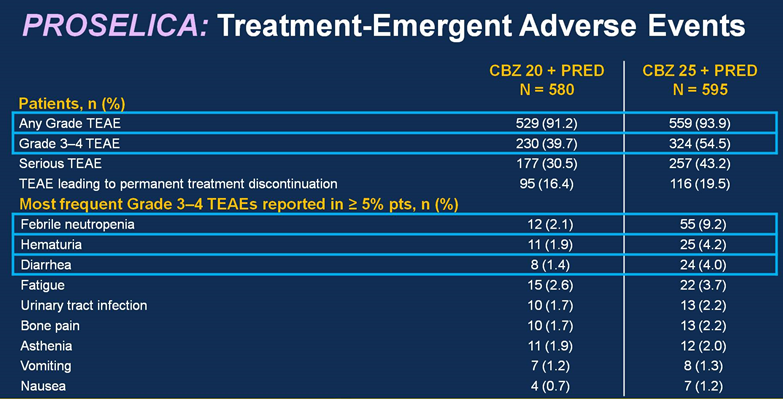 PROSELICA: Treatment-Emergent Adverse Events
CBZ 20 + PRED CBZ 25 + PRED
N = 580 N = 595
Patients, n (%)
Any Grade TEAE 529 (91.2) 559 (93.9)
Grade 3–4 TEAE 230 (39.7) 324 (54.5)
Serious TEAE 177 (30.5) 257 (43.2)
TEAE leading to permanent treatment discontinuation 95 (16.4) 116 (19.5)
Most frequent Grade 3–4 TEAEs reported in ≥ 5% pts, n (%)
Febrile neutropenia 12 (2.1) 55 (9.2)
Hematuria 11 (1.9) 25 (4.2)
Diarrhea 8 (1.4) 24 (4.0)
Fatigue 15 (2.6) 22 (3.7)
Urinary tract infection 10 (1.7) 13 (2.2)
Bone pain 10 (1.7) 13 (2.2)
Asthenia 11 (1.9) 12 (2.0)
Vomiting 7 (1.2) 8 (1.3)
Nausea 4 (0.7) 7 (1.2)